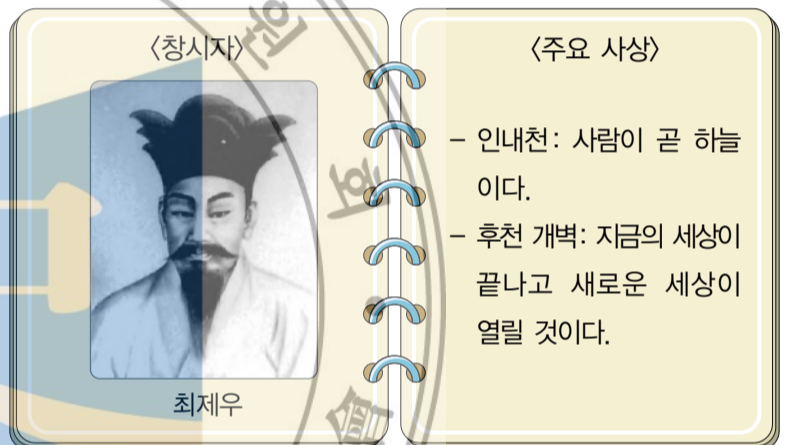 〈창시자〉
최제우
〈주요 사상〉
– 인내천: 사람이 곧 하늘
이다.
– 후천 개벽: 지금의 세상이
끝나고 새로운 세상이
열릴 것이다.